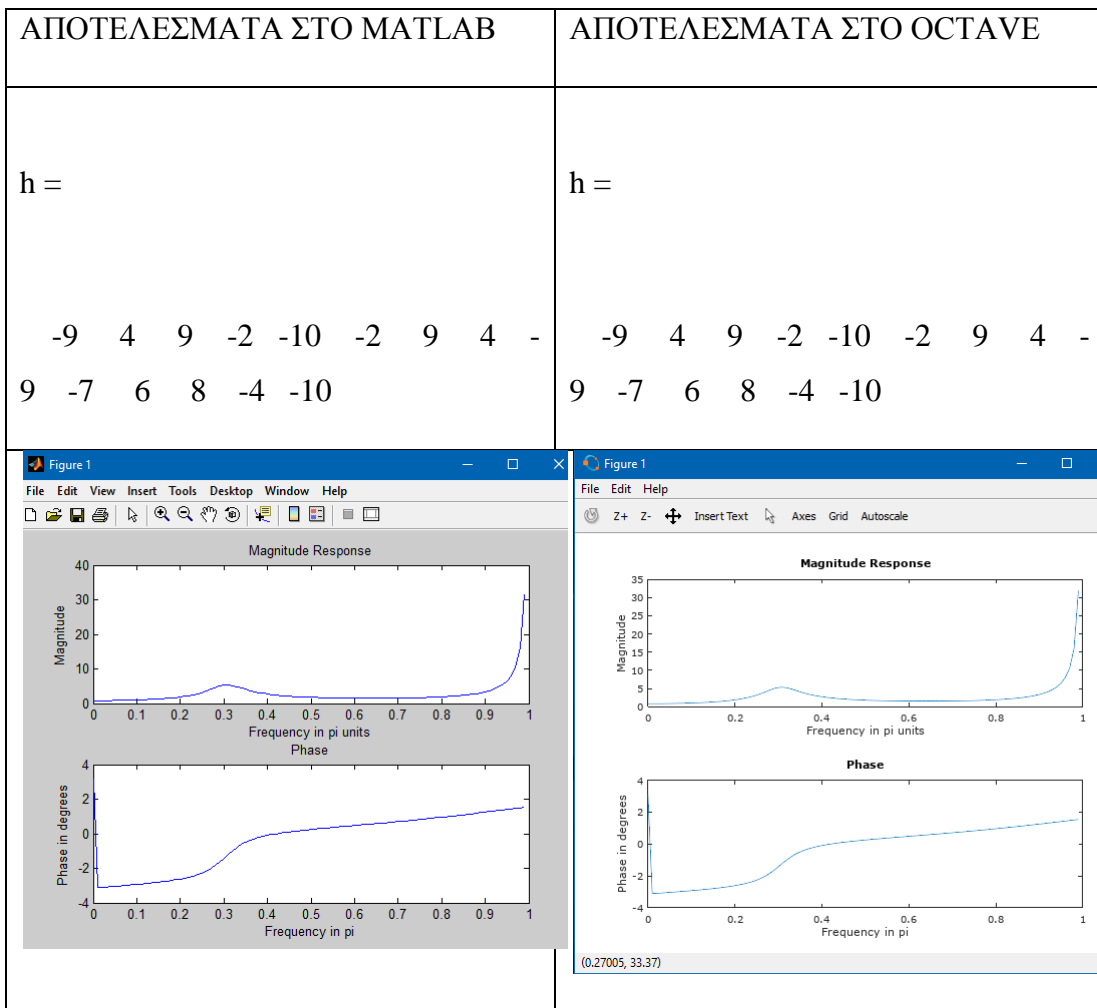 ΑΠΟΤΕΛΕΣΜΑΤΑ ΣΤΟ MATLAB
ΑΠΟΤΕΛΕΣΜΑΤΑ ΣΤΟ OCTAVE
h =
-9 4 9 -2 -10 -2 9 4 -
9 -7 6 8 -4 -10
h =
-9 4 9 -2 -10 -2 9 4 -
9 -7 6 8 -4 -10
Figure 1
File Edit View Insert Tools Desktop Window Help
Magnitude Response
40
30
20
10
0
Magnitude
0 0.1 0.2 0.3 0.4 0.5 0.6 0.7 0.8 0.9 1
Frequency in pi units
Phase
4
2
0
-2
-4
Phase in degrees
0 0.1 0.2 0.3 0.4 0.5 0.6 0.7 0.8 0.9 1
Frequency in pi
Figure 1
File Edit Help
Z+ Z- Insert Text Axes Grid Autoscale
Magnitude Response
35
30
25
20
15
10
5
0
Magnitude
0 0.2 0.4 0.6 0.8 1
Frequency in pi units
Phase
4
2
0
-2
-4
Phase in degrees
0 0.2 0.4 0.6 0.8 1
Frequency in pi
(0.27005, 33.37)